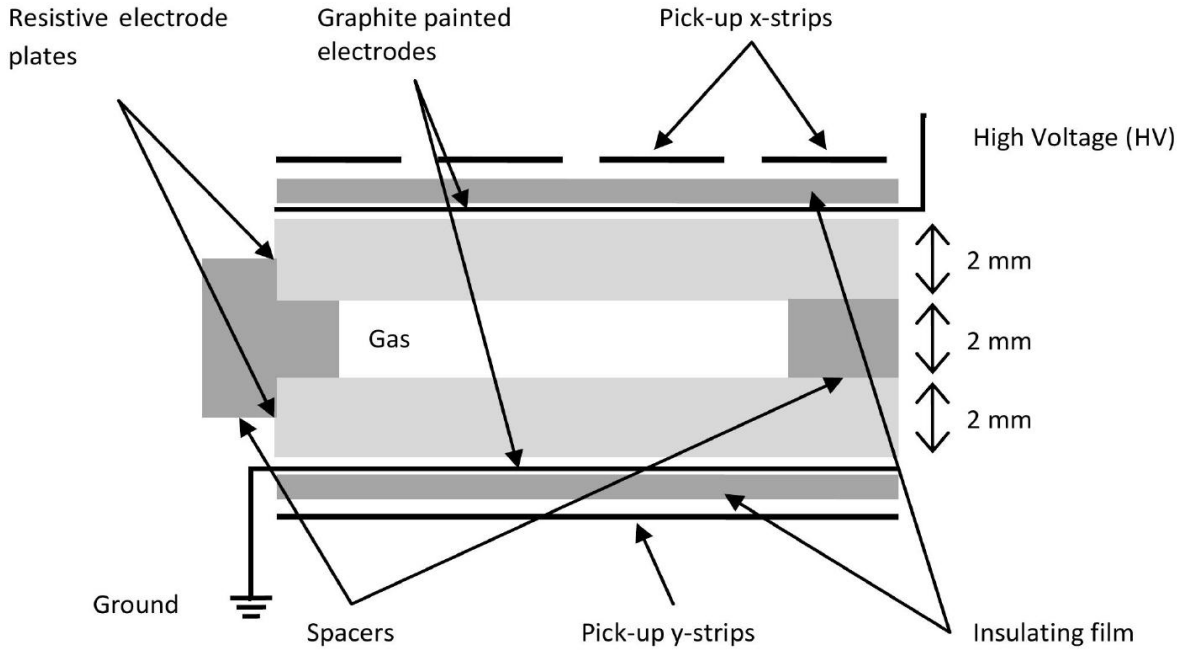 Resistive electrode
plates
Graphite painted
electrodes
Pick-up x-strips
High Voltage (HV)
2 mm
Gas
2 mm
2 mm
Ground
Spacers
Pick-up y-strips
Insulating film